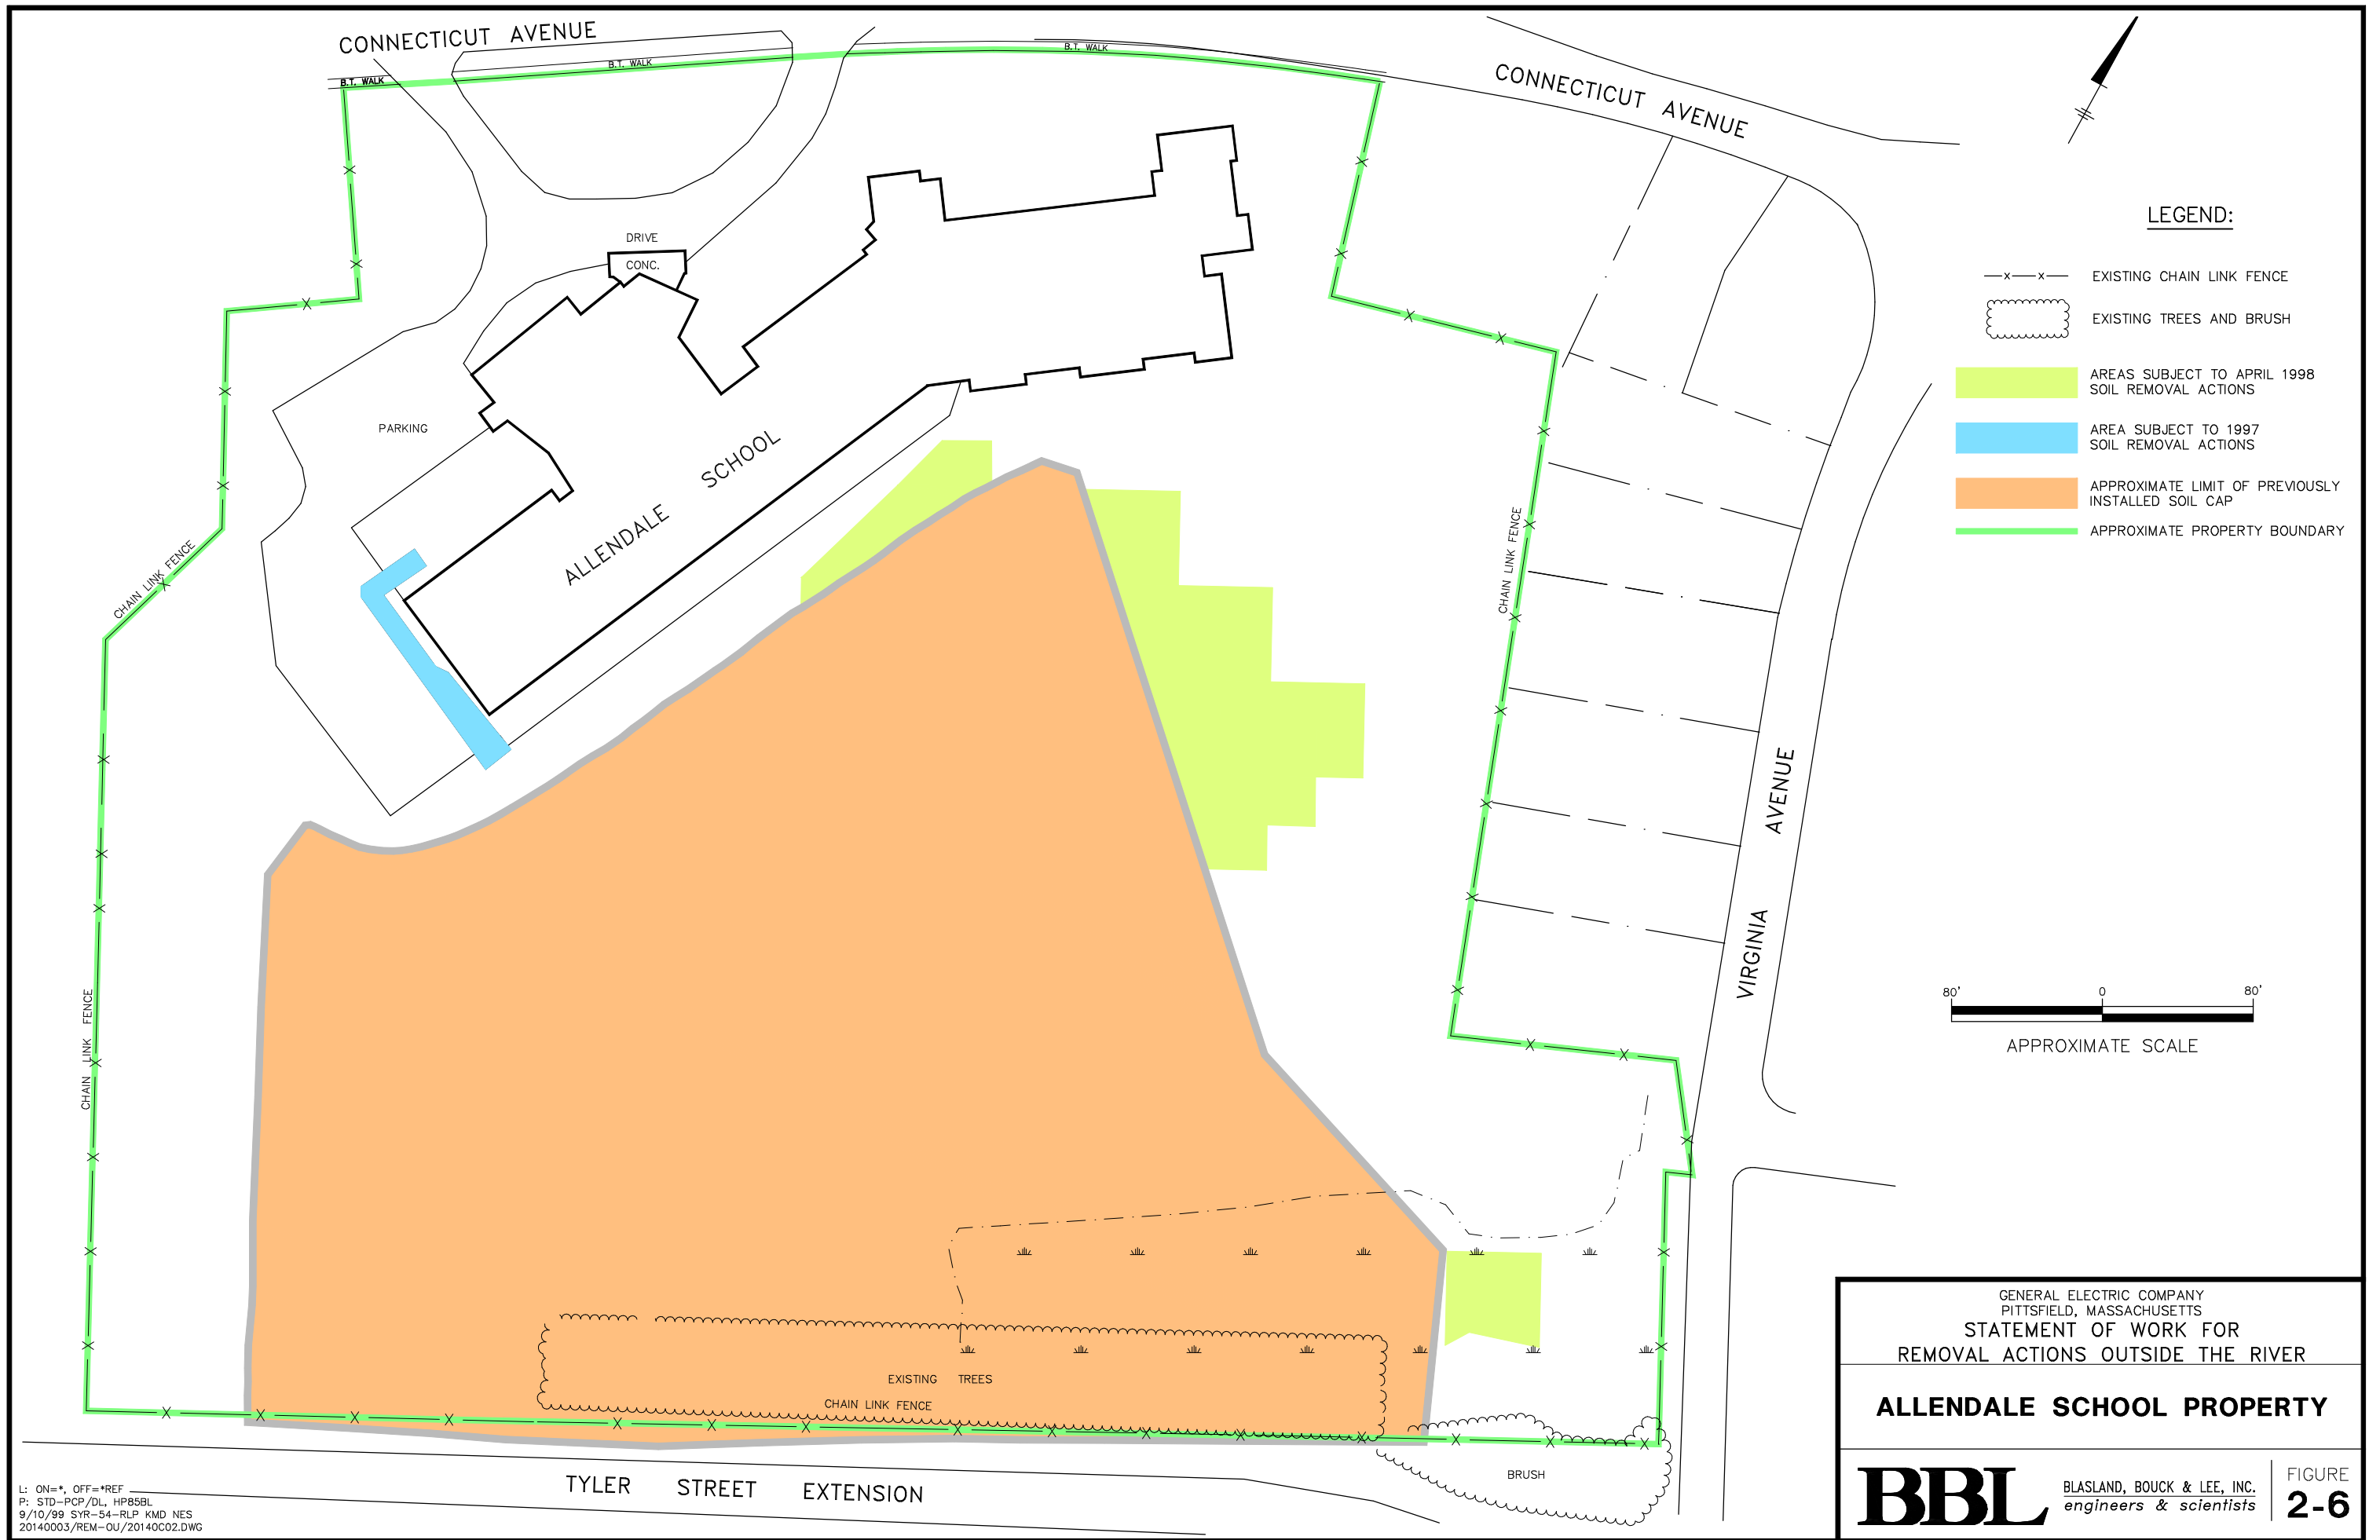 CONNECTICUT AVENUE
B.T. WALK
B.T. WALK
B.T. WALK
CONNECTICUT AVENUE
DRIVE
CONC.
PARKING
ALLENDALE SCHOOL
CHAIN LINK FENCE
CHAIN LINK FENCE
CHAIN LINK FENCE
VIRGINIA AVENUE
EXISTING TREES
CHAIN LINK FENCE
BRUSH
TYLER STREET EXTENSION
LEGEND:
x x
EXISTING CHAIN LINK FENCE
EXISTING TREES AND BRUSH
AREAS SUBJECT TO APRIL 1998
SOIL REMOVAL ACTIONS
AREA SUBJECT TO 1997
SOIL REMOVAL ACTIONS
APPROXIMATE LIMIT OF PREVIOUSLY
INSTALLED SOIL CAP
APPROXIMATE PROPERTY BOUNDARY
80' 0 80'
APPROXIMATE SCALE
L: ON=*, OFF=*REF
P: STD-PCP/DL, HP85BL
9/10/99 SYR-54-RLP KMD NES
20140003/REM-OU/20140C02.DWG
GENERAL ELECTRIC COMPANY
PITTSFIELD, MASSACHUSETTS
STATEMENT OF WORK FOR
REMOVAL ACTIONS OUTSIDE THE RIVER
ALLENDALE SCHOOL PROPERTY
BBL
BLASLAND, BOUCK & LEE, INC.
engineers & scientists
FIGURE
2-6